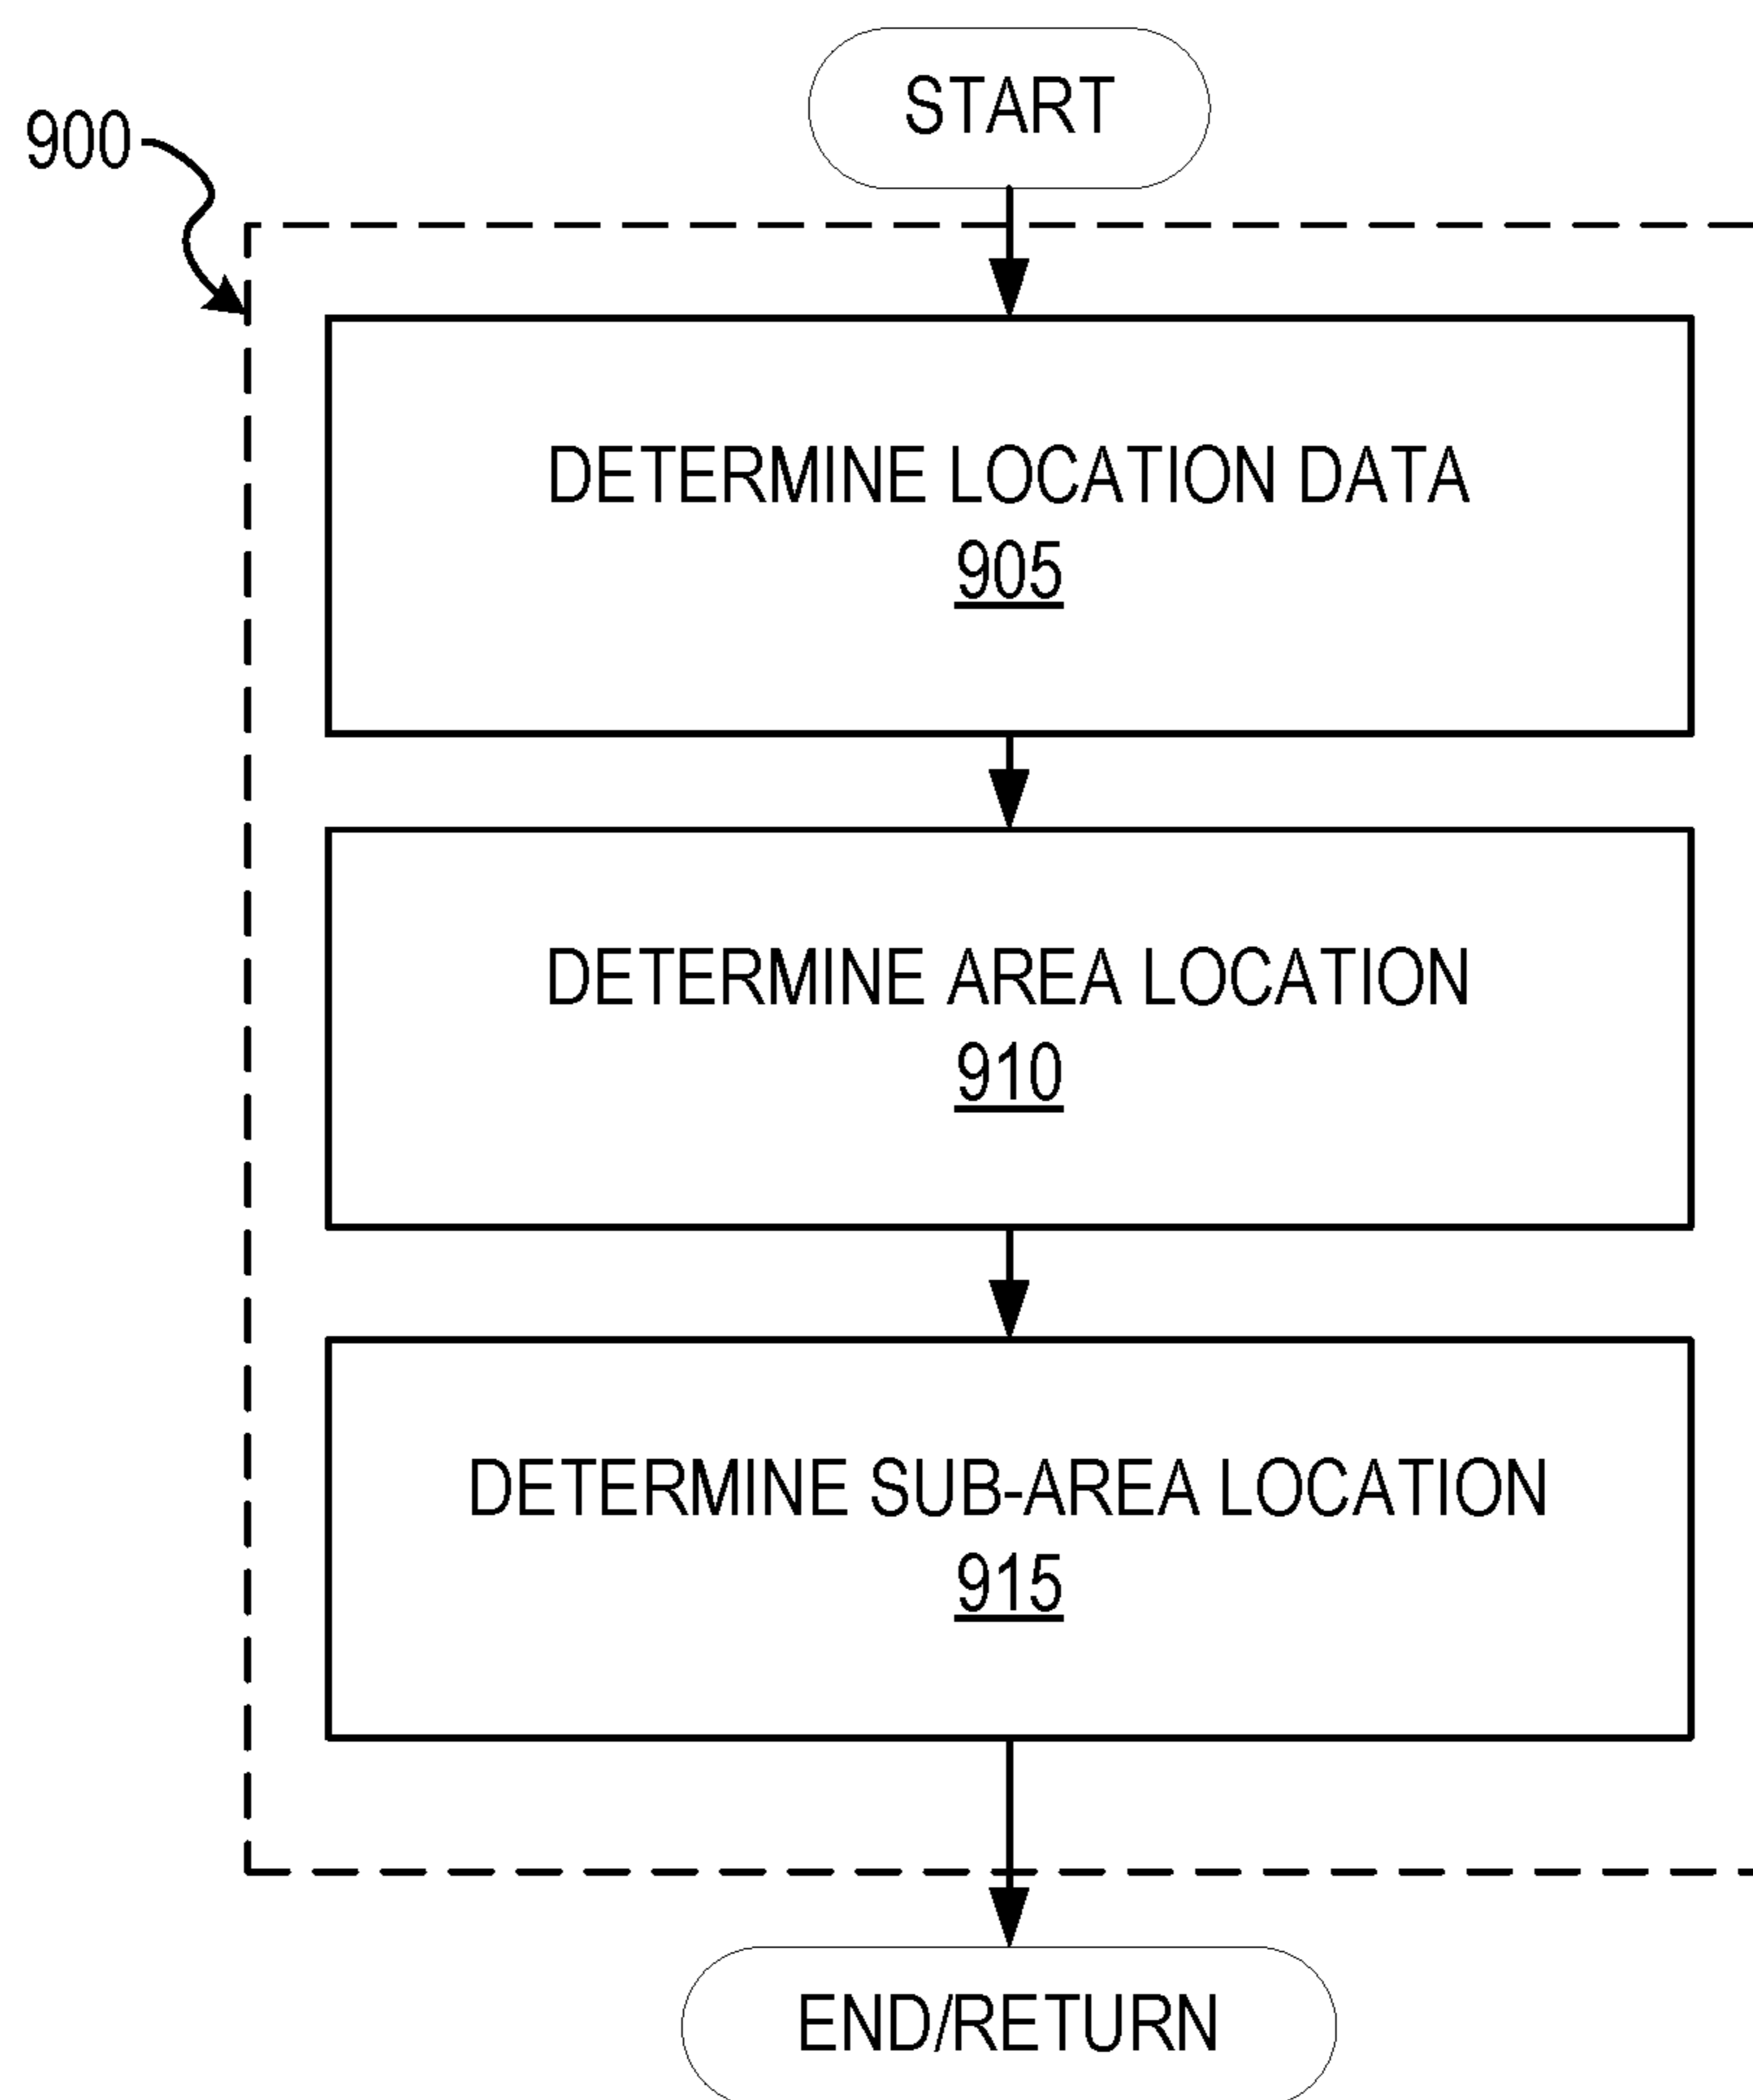 START
900
DETERMINE LOCATION DATA
905
DETERMINE AREA LOCATION
910
DETERMINE SUB-AREA LOCATION
915
END/RETURN